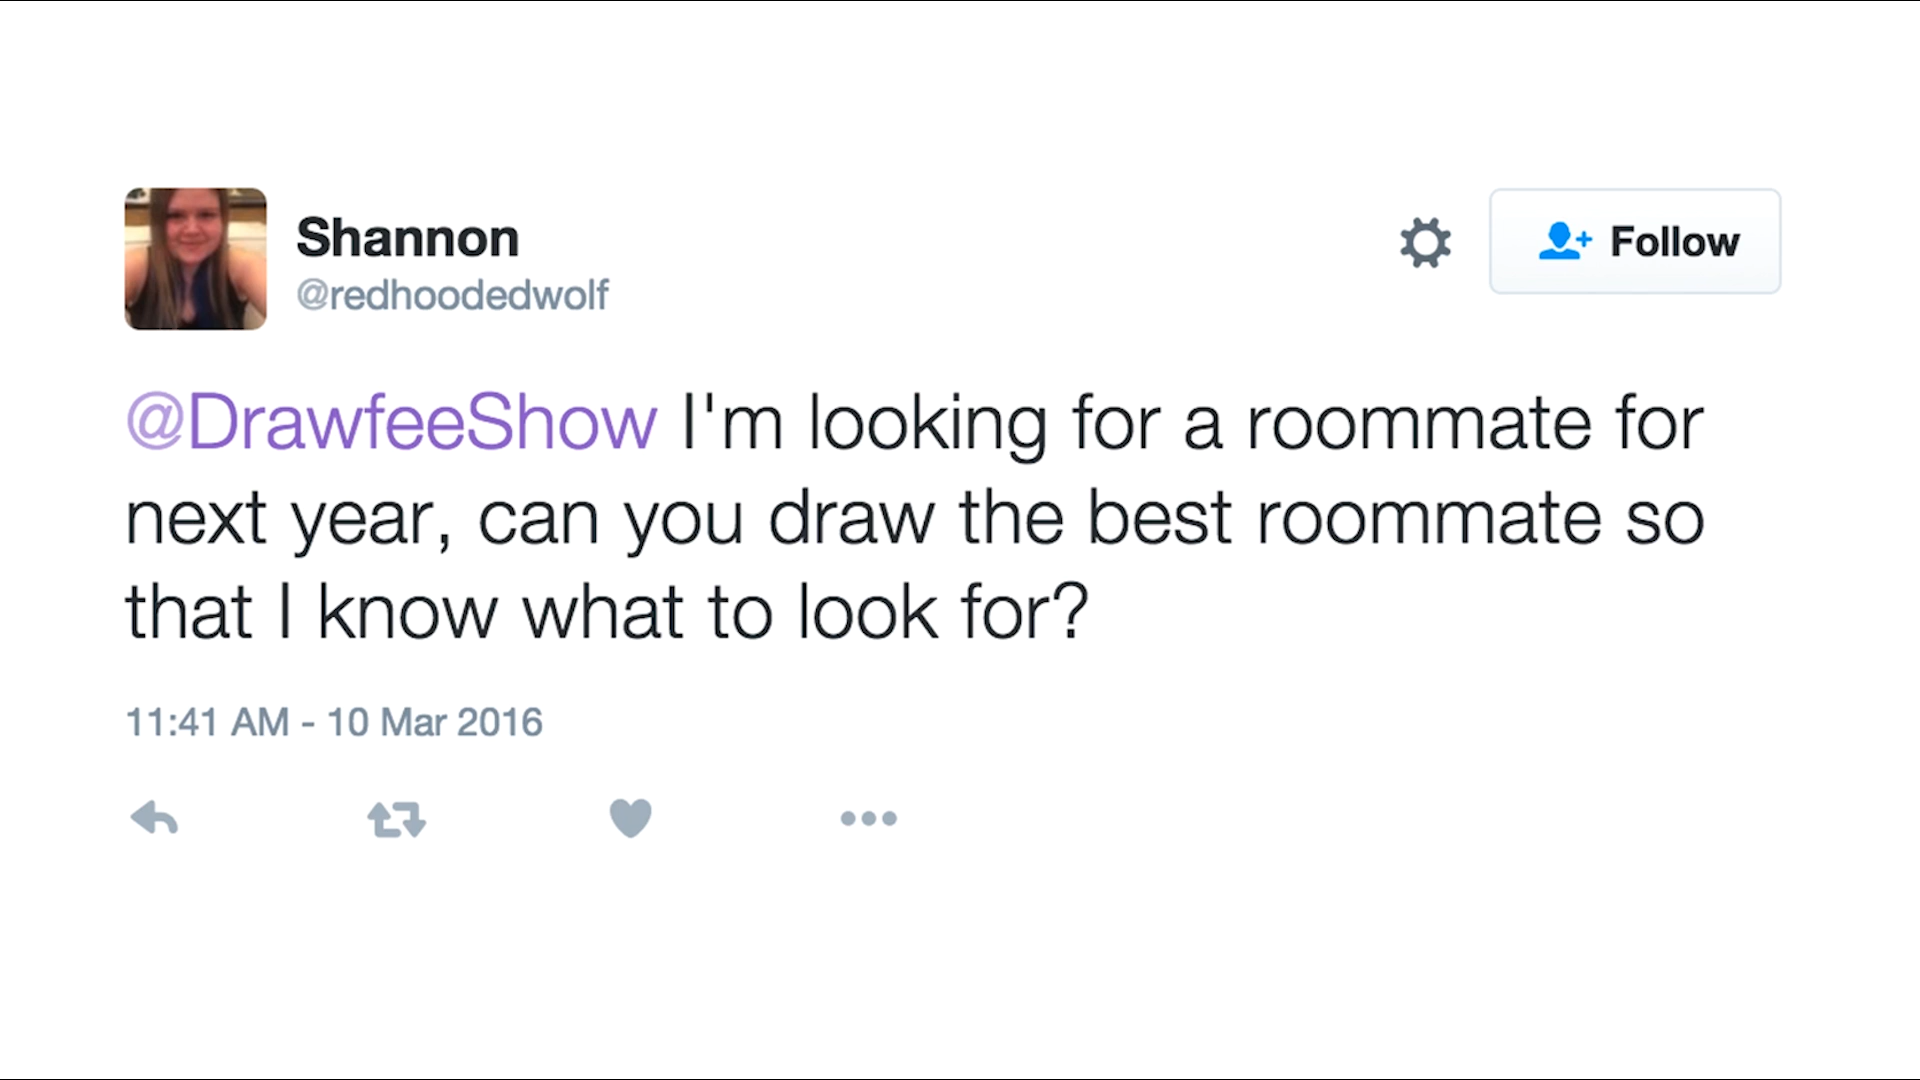 Shannon
@redhoodedwolf
Follow
@DrawfeeShow I'm looking for a roommate for
next year, can you draw the best roommate so
that I know what to look for?
11:41 AM - 10 Mar 2016